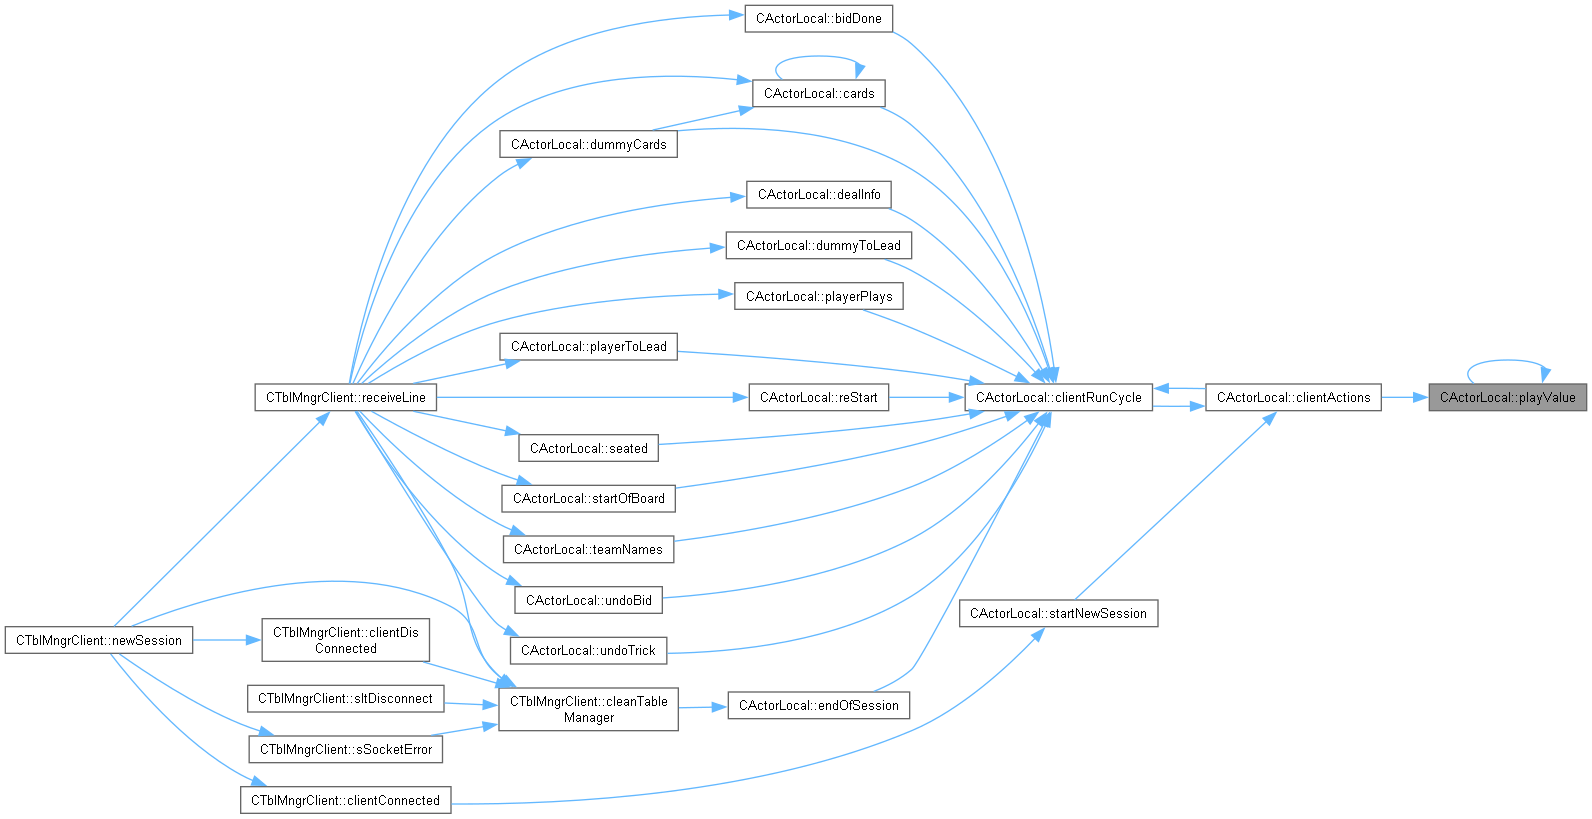 CActorLocal::bidDone
CActorLocal::cards
CActorLocal::dummyCards
CActorLocal::dealInfo
CActorLocal::dummyToLead
CActorLocal::playerPlays
CActorLocal::playerToLead
CTblMngrClient::receiveLine
CActorLocal::reStart
CActorLocal::clientRunCycle
CActorLocal::clientActions
CActorLocal::playValue
CActorLocal::seated
CActorLocal::startOfBoard
CActorLocal::teamNames
CActorLocal::undoBid
CActorLocal::startNewSession
CTblMngrClient::newSession
CTblMngrClient::clientDis
Connected
CActorLocal::undoTrick
CTblMngrClient::sltDisconnect
CTblMngrClient::cleanTable
Manager
CActorLocal::endOfSession
CTblMngrClient::sSocketError
CTblMngrClient::clientConnected